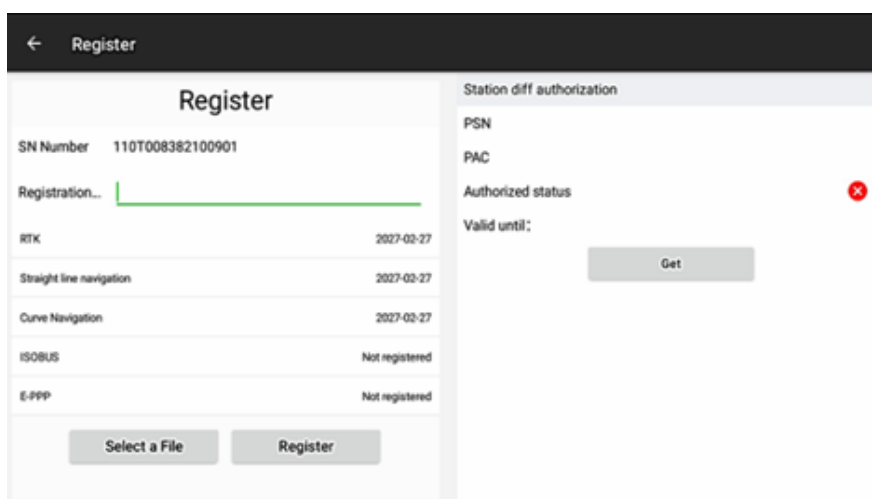 Register
Register
SN Number 110T008382100901
Registration...
RTK 2027-02-27
Straight line navigation 2027-02-27
Curve Navigation 2027-02-27
ISOBUS Not registered
E-PPP Not registered
Select a File Register
Station diff authorization
PSN
PAC
Authorized status
Valid until:
Get